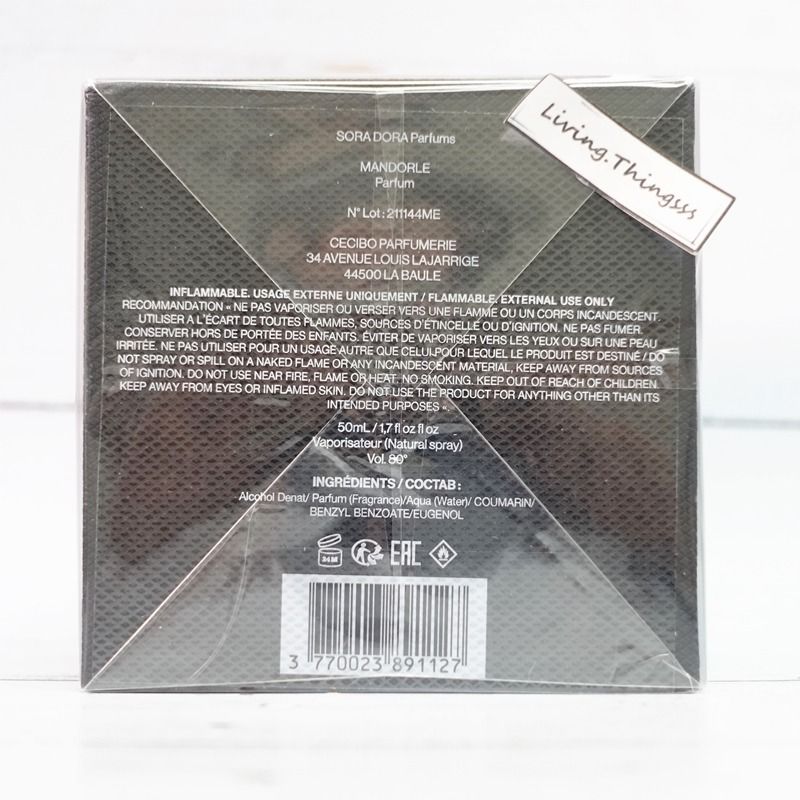 Living.Thingsss
SORA DORA Parfums
MANDORLE
Parfum
N° Lot : 211144ME
CECIBO PARFUMERIE
34 AVENUE LOUIS LAJARRIGE
44500 LA BAULE
INFLAMMABLE. USAGE EXTERNE UNIQUEMENT / FLAMMABLE. EXTERNAL USE ONLY
RECOMMANDATION « NE PAS VAPORISER OU VERSER VERS UNE FLAMME OU UN CORPS INCANDESCENT.
UTILISER A L'ÉCART DE TOUTES FLAMMES, SOURCES D'ÉTINCELLE OU D'IGNITION. NE PAS FUMER.
CONSERVER HORS DE PORTÉE DES ENFANTS. ÉVITER DE VAPORISER VERS LES YEUX OU SUR UNE PEAU
IRRITÉE. NE PAS UTILISER POUR UN USAGE AUTRE QUE CELUI POUR LEQUEL LE PRODUIT EST DESTINÉ / DO
NOT SPRAY OR SPILL ON A NAKED FLAME OR ANY INCANDESCENT MATERIAL, KEEP AWAY FROM SOURCES
OF IGNITION. DO NOT USE NEAR FIRE, FLAME OR HEAT. NO SMOKING. KEEP OUT OF REACH OF CHILDREN.
KEEP AWAY FROM EYES OR INFLAMED SKIN. DO NOT USE THE PRODUCT FOR ANYTHING OTHER THAN ITS
INTENDED PURPOSES «.
50mL / 1,7 fl oz fl oz
Vaporisateur (Natural spray)
Vol. 80°
INGRÉDIENTS / COCTAB :
Alcohol Denat/ Parfum (Fragrance)/Aqua (Water)/ COUMARIN/
BENZYL BENZOATE/EUGENOL
24M EAC
3 770023 891127